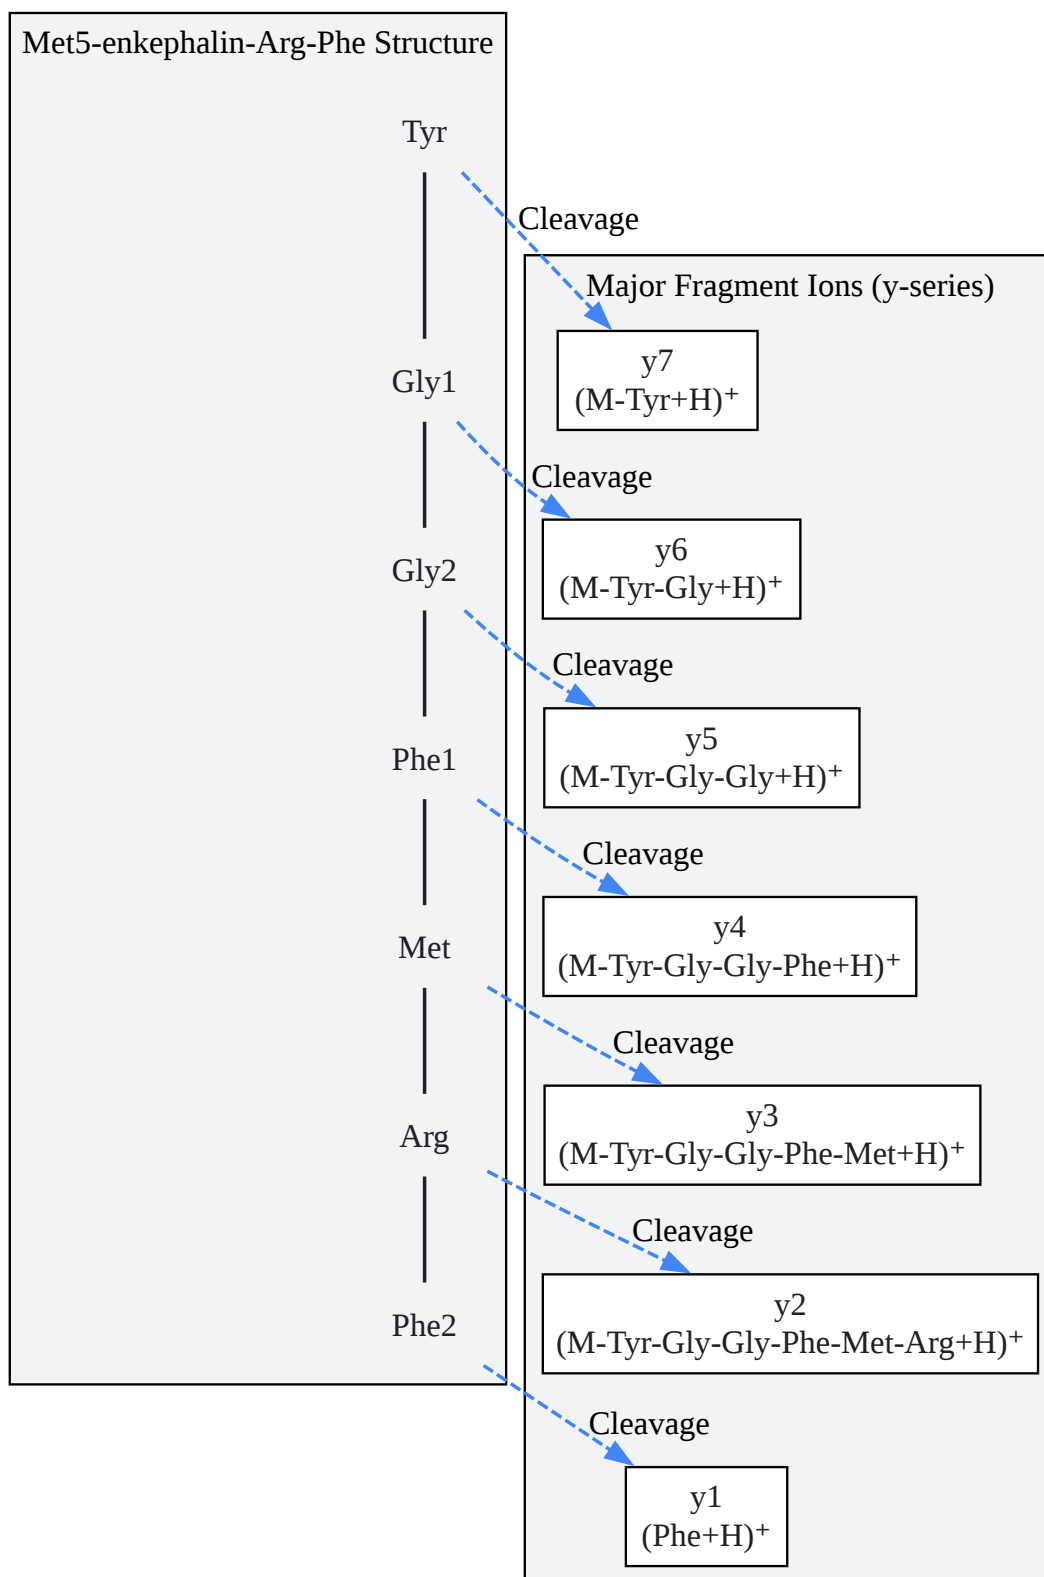 Met5-enkephalin-Arg-Phe Structure
Tyr
Cleavage
Major Fragment Ions (y-series)
y7
(M-Tyr+H)⁺
Gly1
Cleavage
y6
(M-Tyr-Gly+H)⁺
Gly2
Cleavage
y5
(M-Tyr-Gly-Gly+H)⁺
Phe1
Cleavage
y4
(M-Tyr-Gly-Gly-Phe+H)⁺
Met
Cleavage
y3
(M-Tyr-Gly-Gly-Phe-Met+H)⁺
Arg
Cleavage
y2
(M-Tyr-Gly-Gly-Phe-Met-Arg+H)⁺
Phe2
Cleavage
y1
(Phe+H)⁺